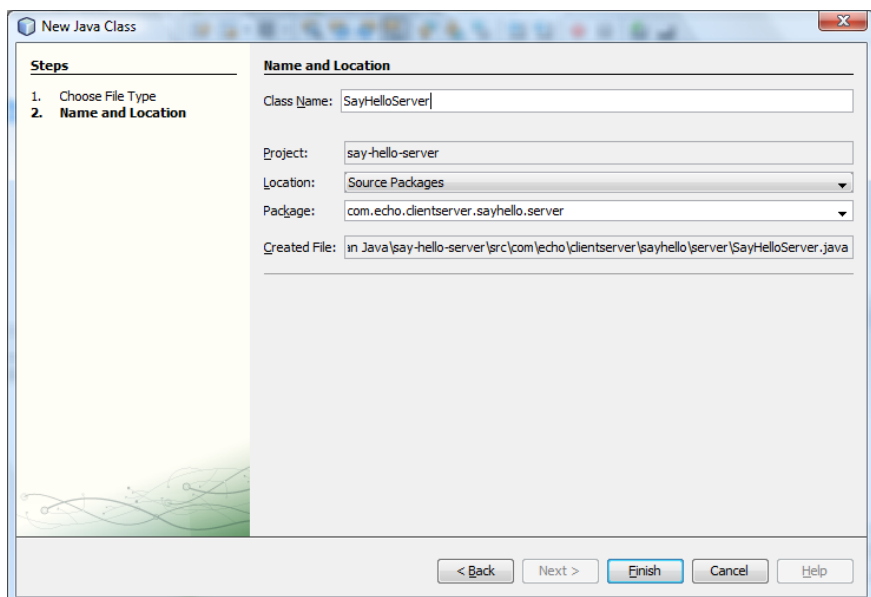 New Java Class
Steps
1. Choose File Type
2. Name and Location
Name and Location
Class Name: SayHelloServer
Project: say-hello-server
Location: Source Packages
Package: com.echo.clientserver.sayhello.server
Created File: an Java\say-hello-server\src\com\echo\clientserver\sayhello\server\SayHelloServer.java
< Back Next > Finish Cancel Help